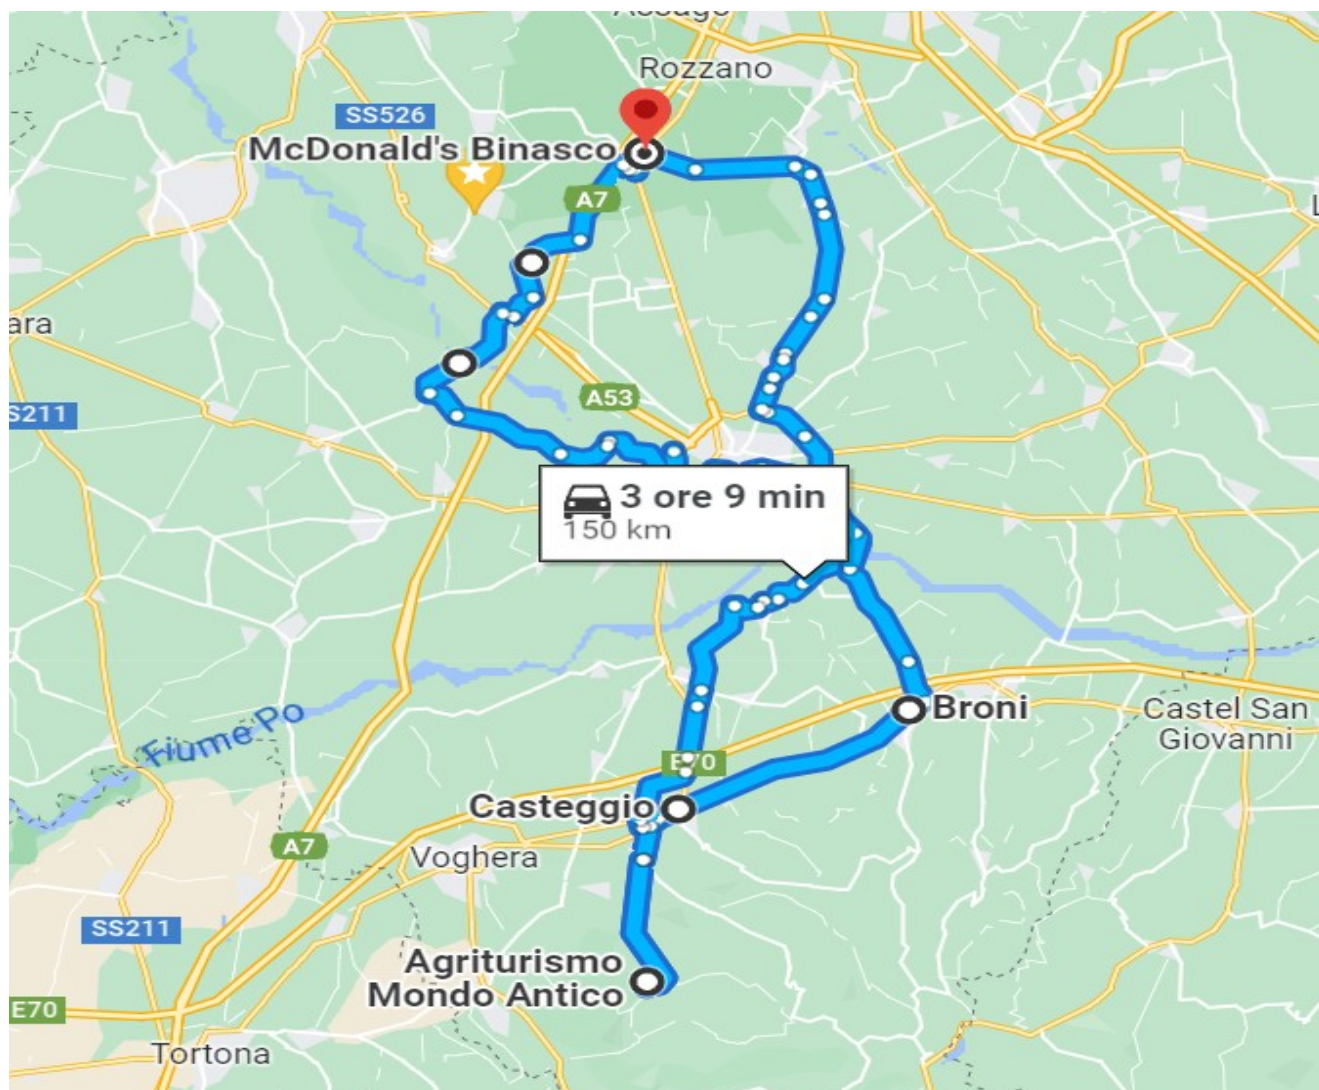 Rozzano
SS526
McDonald's Binasco
A7
ara
S211
A53
3 ore 9 min
150 km
Broni
Castel San
Giovanni
Fiume Po
E70
Casteggio
A7
Voghera
SS211
Agriturismo
Mondo Antico
E70
Tortona